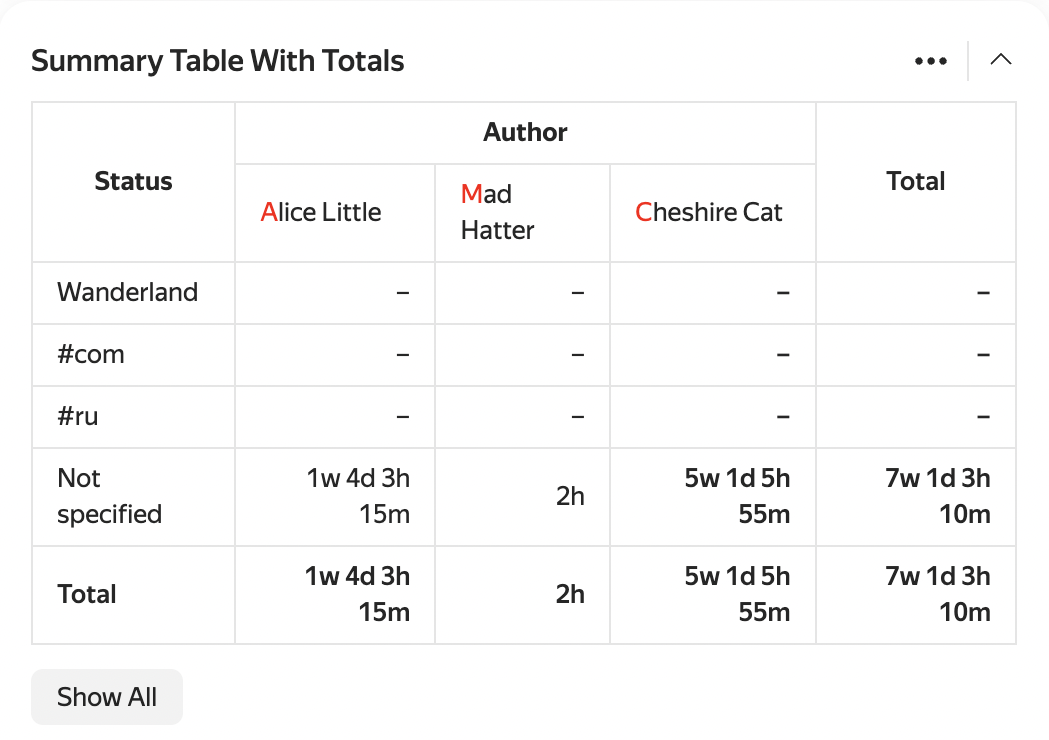 Summary Table With Totals
Status
Author
Total
Alice Little
Mad
Hatter
Cheshire Cat
Wanderland – – – –
#com – – – –
#ru – – – –
Not
specified
1w 4d 3h
15m
2h
5w 1d 5h
55m
7w 1d 3h
10m
Total
1w 4d 3h
15m
2h
5w 1d 5h
55m
7w 1d 3h
10m
Show All